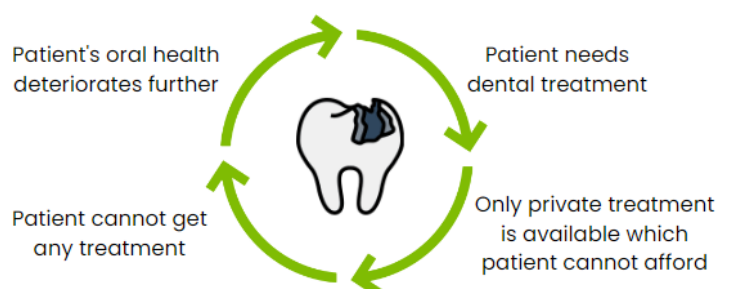 Patient's oral health
deteriorates further
Patient needs
dental treatment
Only private treatment
is available which
patient cannot afford
Patient cannot get
any treatment